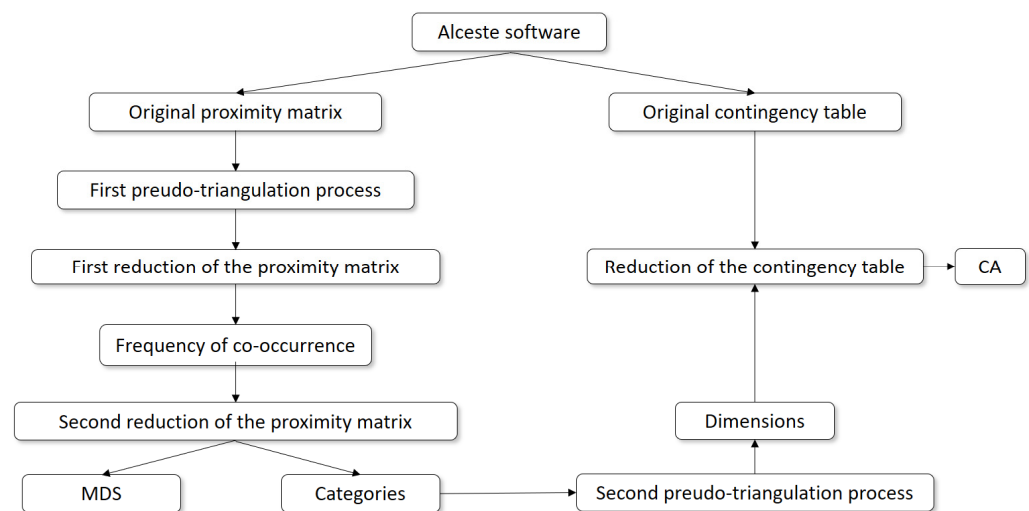 Alceste software
Original proximity matrix
Original contingency table
First preudo-triangulation process
First reduction of the proximity matrix
Reduction of the contingency table
CA
Frequency of co-occurrence
Second reduction of the proximity matrix
Dimensions
MDS
Categories
Second preudo-triangulation process